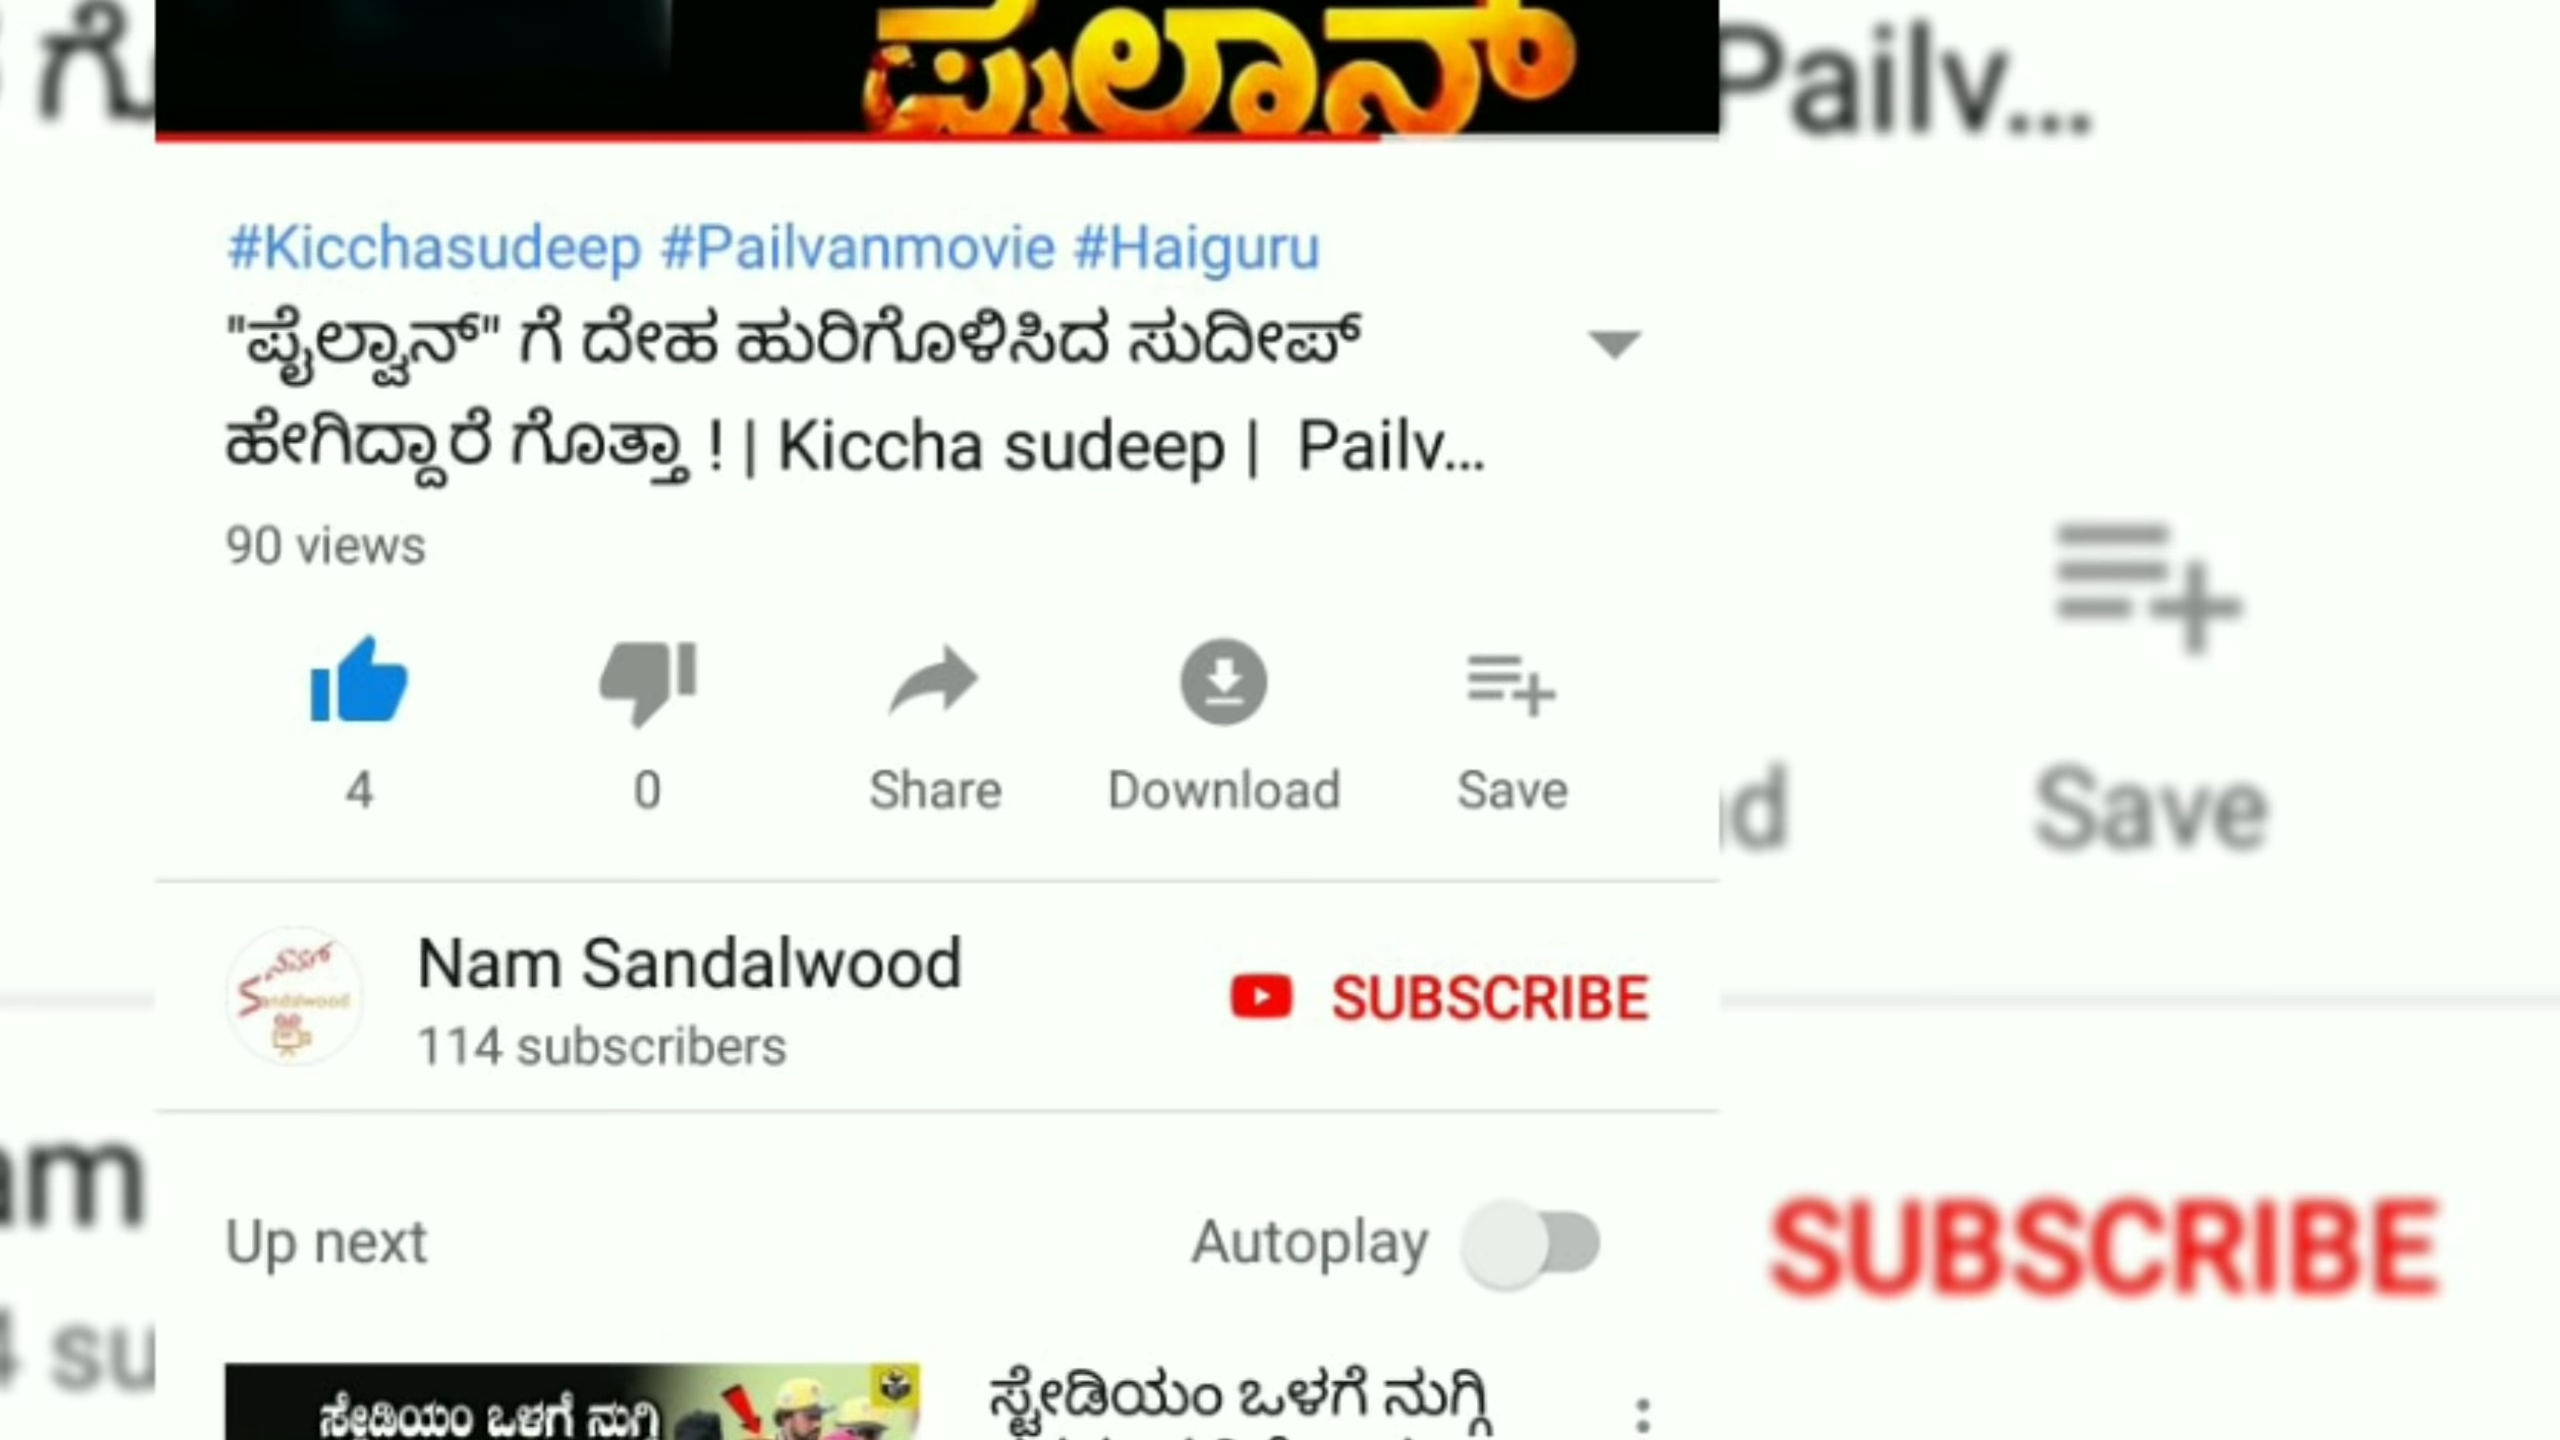 ಪೈಲ್ವಾನ್
#Kicchasudeep #Pailvanmovie #Haiguru
"ಪೈಲ್ವಾನ್" ಗೆ ದೇಹ ಹುರಿಗೊಳಿಸಿದ ಸುದೀಪ್
ಹೇಗಿದ್ದಾರೆ ಗೊತ್ತಾ ! | Kiccha sudeep | Pailv...
90 views
4 0 Share Download Save
Nam Sandalwood
114 subscribers
SUBSCRIBE
Up next Autoplay
ಸ್ಟೇಡಿಯಂ ಒಳಗೆ ನುಗ್ಗಿ
ಸ್ಟೇಡಿಯಂ ಒಳಗೆ ನುಗ್ಗಿ
Pailv...
Save
SUBSCRIBE